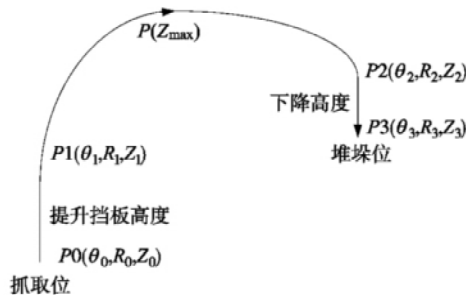 P(Zmax)
P2(θ2,R2,Z2)
下降高度
P3(θ3,R3,Z3)
堆垛位
P1(θ1,R1,Z1)
提升挡板高度
P0(θ0,R0,Z0)
抓取位